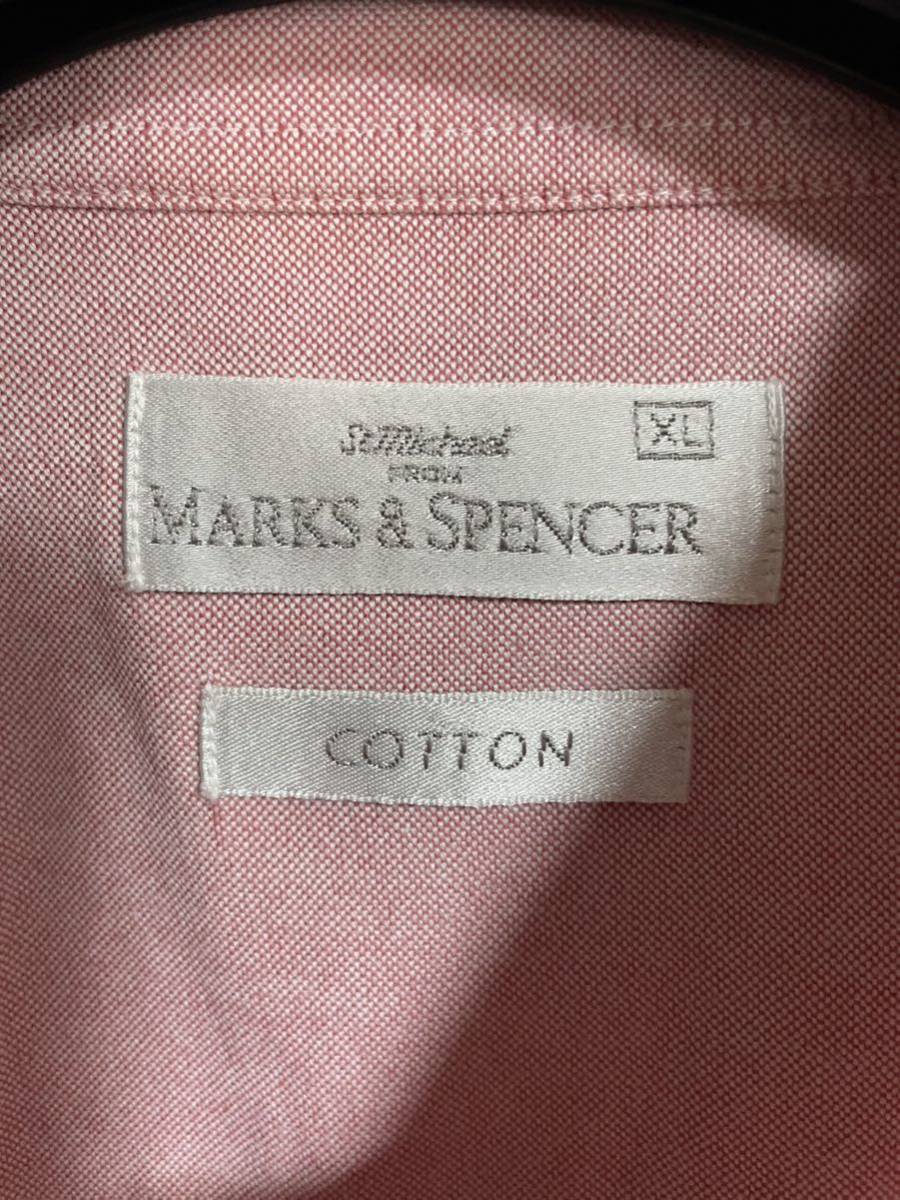 St Michael
XL
FROM
MARKS & SPENCER
COTTON